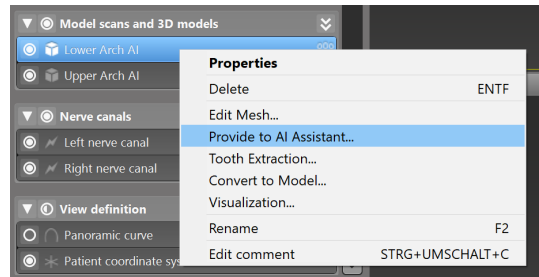 Model scans and 3D models
Lower Arch AI
Upper Arch AI
Nerve canals
Left nerve canal
Right nerve canal
View definition
Panoramic curve
Patient coordinate sys
Properties
Delete ENTF
Edit Mesh...
Provide to AI Assistant...
Tooth Extraction...
Convert to Model...
Visualization...
Rename F2
Edit comment STRG+UMSCHALT+C